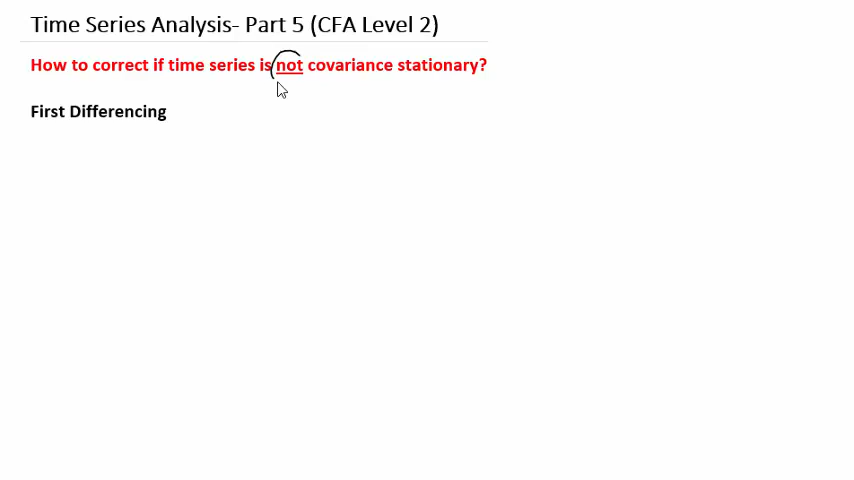 Time Series Analysis- Part 5 (CFA Level 2)
How to correct if time series is not covariance stationary?
First Differencing